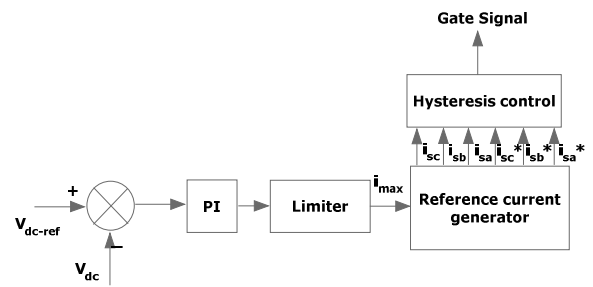 Gate Signal
Hysteresis control
isc isb isa isc* isb* isa*
+
PI
Limiter
imax
Reference current
generator
Vdc-ref
−
Vdc